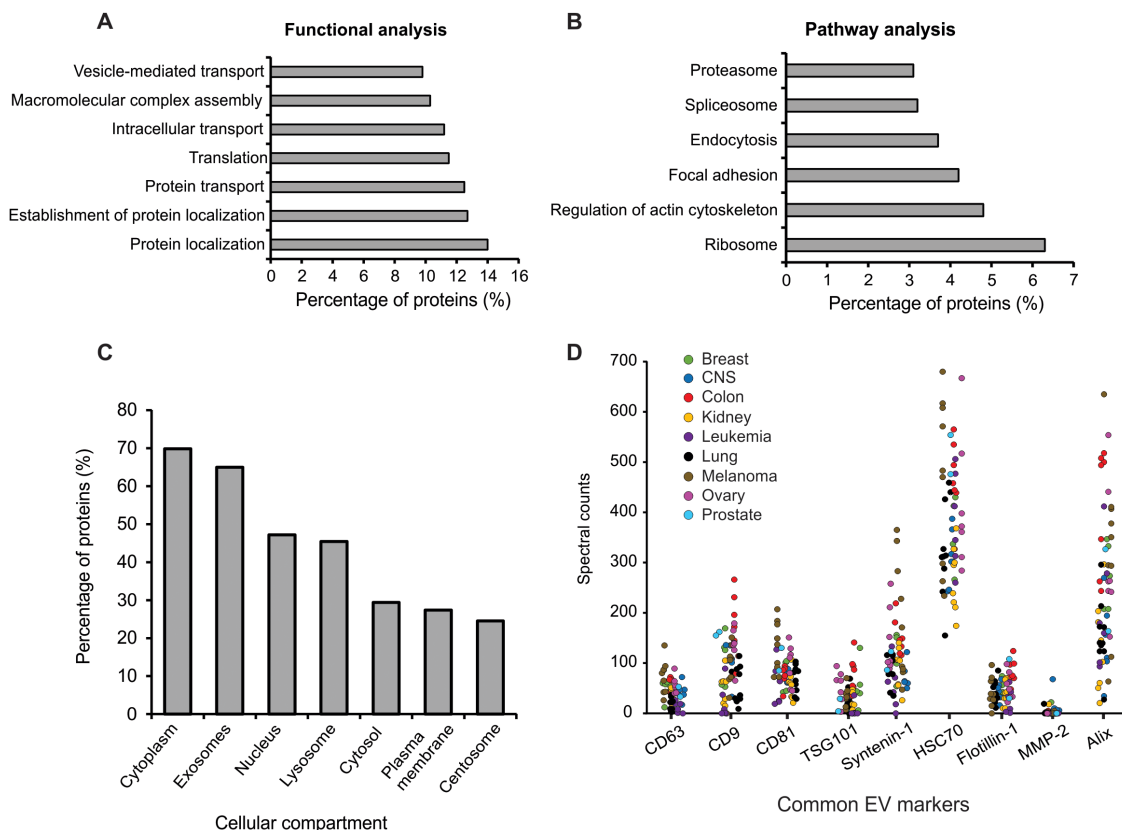 A
Functional analysis
Vesicle-mediated transport
Macromolecular complex assembly
Intracellular transport
Translation
Protein transport
Establishment of protein localization
Protein localization
0 2 4 6 8 10 12 14 16
Percentage of proteins (%)
B
Pathway analysis
Proteasome
Spliceosome
Endocytosis
Focal adhesion
Regulation of actin cytoskeleton
Ribosome
0 1 2 3 4 5 6 7
Percentage of proteins (%)
C
Percentage of proteins (%)
80
70
60
50
40
30
20
10
0
Cytoplasm
Exosomes
Nucleus
Lysosome
Cytosol
Plasma
membrane
Centosome
Cellular compartment
D
Spectral counts
700
600
500
400
300
200
100
0
Breast
CNS
Colon
Kidney
Leukemia
Lung
Melanoma
Ovary
Prostate
CD63
CD9
CD81
TSG101
Syntenin-1
HSC70
Flotillin-1
MMP-2
Alix
Common EV markers